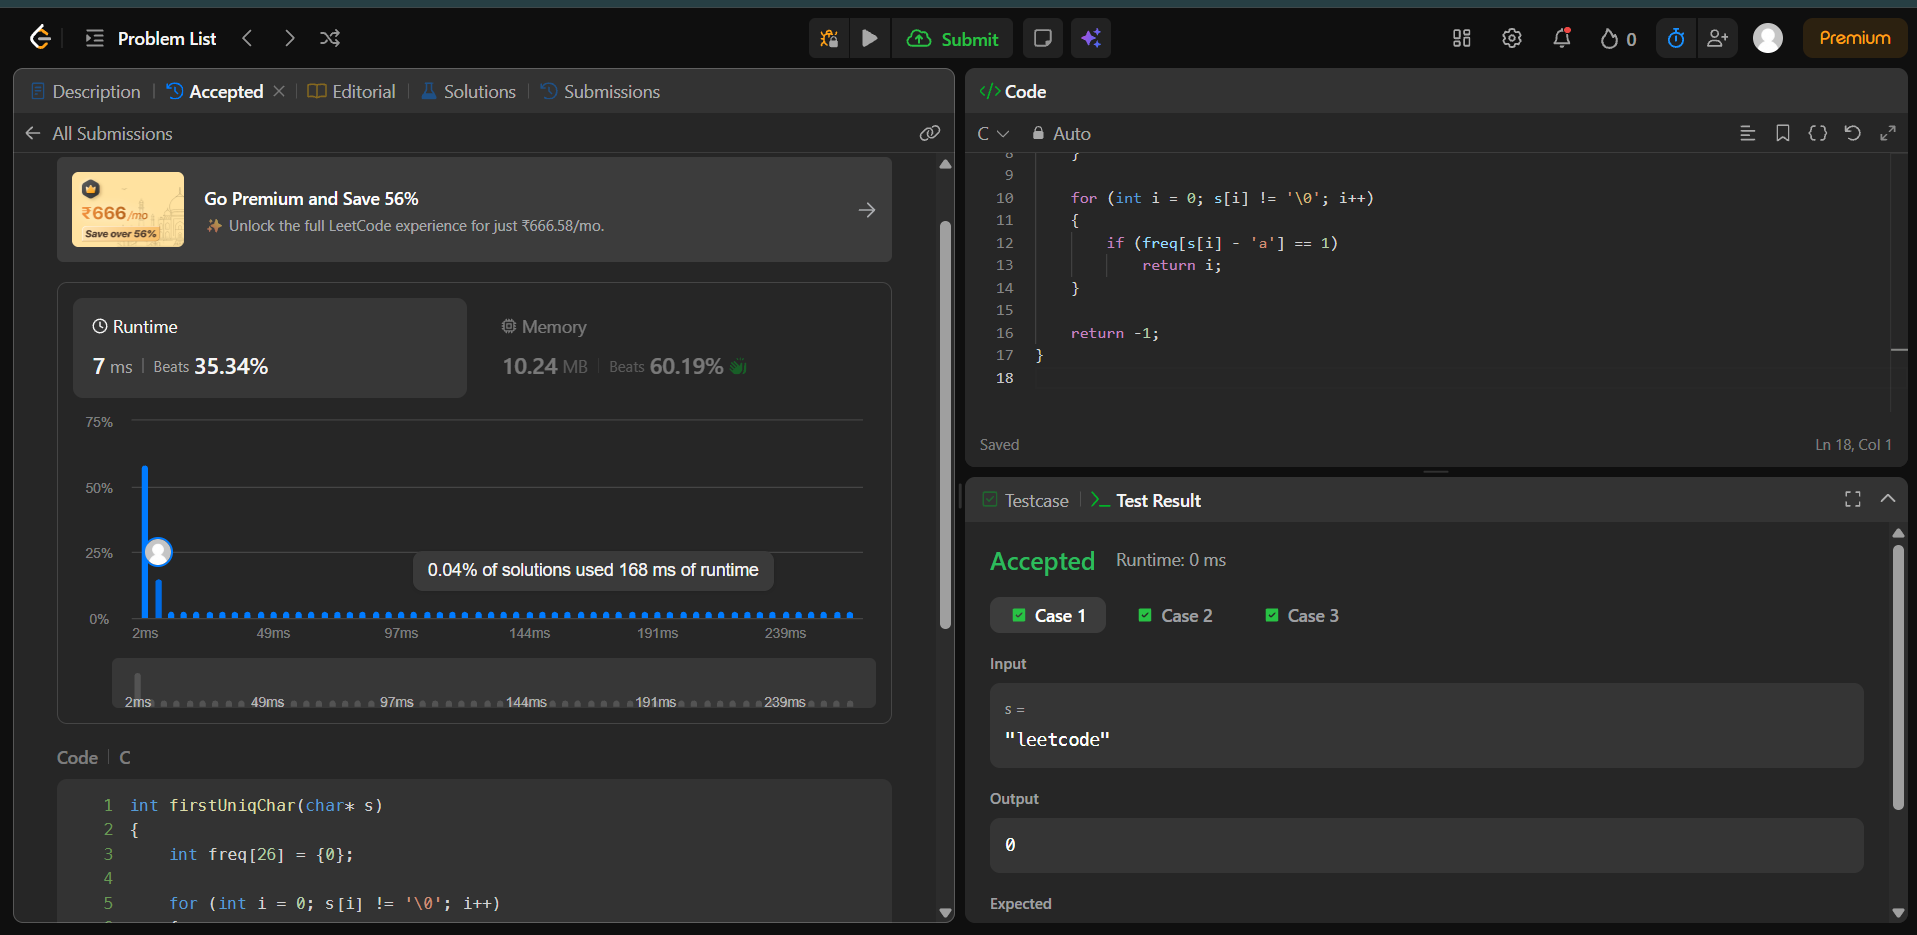 Problem List
Submit
0
Premium
Description
Accepted
Editorial
Solutions
Submissions
All Submissions
₹666/mo
Save over 56%
Go Premium and Save 56%
✨ Unlock the full LeetCode experience for just ₹666.58/mo.
Runtime
7 ms | Beats 35.34%
Memory
10.24 MB | Beats 60.19%
75%
50%
25%
0%
0.04% of solutions used 168 ms of runtime
2ms 49ms 97ms 144ms 191ms 239ms
2ms 49ms 97ms 144ms 191ms 239ms
Code | C
1 int firstUniqChar(char* s)
2 {
3 int freq[26] = {0};
4
5 for (int i = 0; s[i] != '\0'; i++)
</> Code
C
Auto
8 }
9
10 for (int i = 0; s[i] != '\0'; i++)
11 {
12 if (freq[s[i] - 'a'] == 1)
13 return i;
14 }
15
16 return -1;
17 }
18
Saved
Ln 18, Col 1
Testcase
Test Result
Accepted
Runtime: 0 ms
Case 1
Case 2
Case 3
Input
s =
"leetcode"
Output
0
Expected